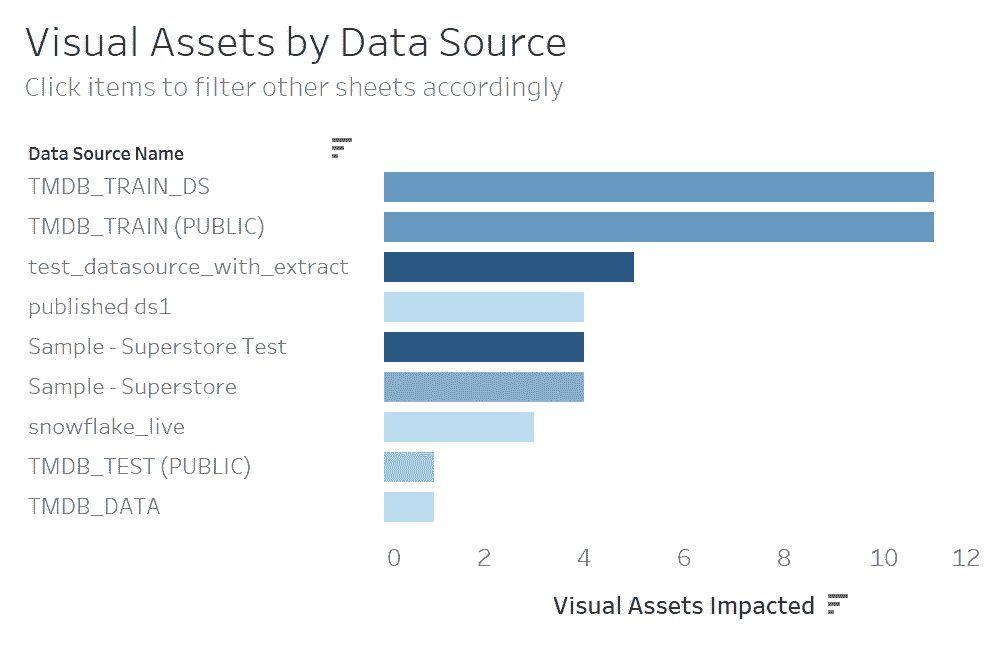 Visual Assets by Data Source
Click items to filter other sheets accordingly
Data Source Name
TMDB_TRAIN_DS
TMDB_TRAIN (PUBLIC)
test_datasource_with_extract
published ds1
Sample - Superstore Test
Sample - Superstore
snowflake_live
TMDB_TEST (PUBLIC)
TMDB_DATA
0 2 4 6 8 10 12
Visual Assets Impacted